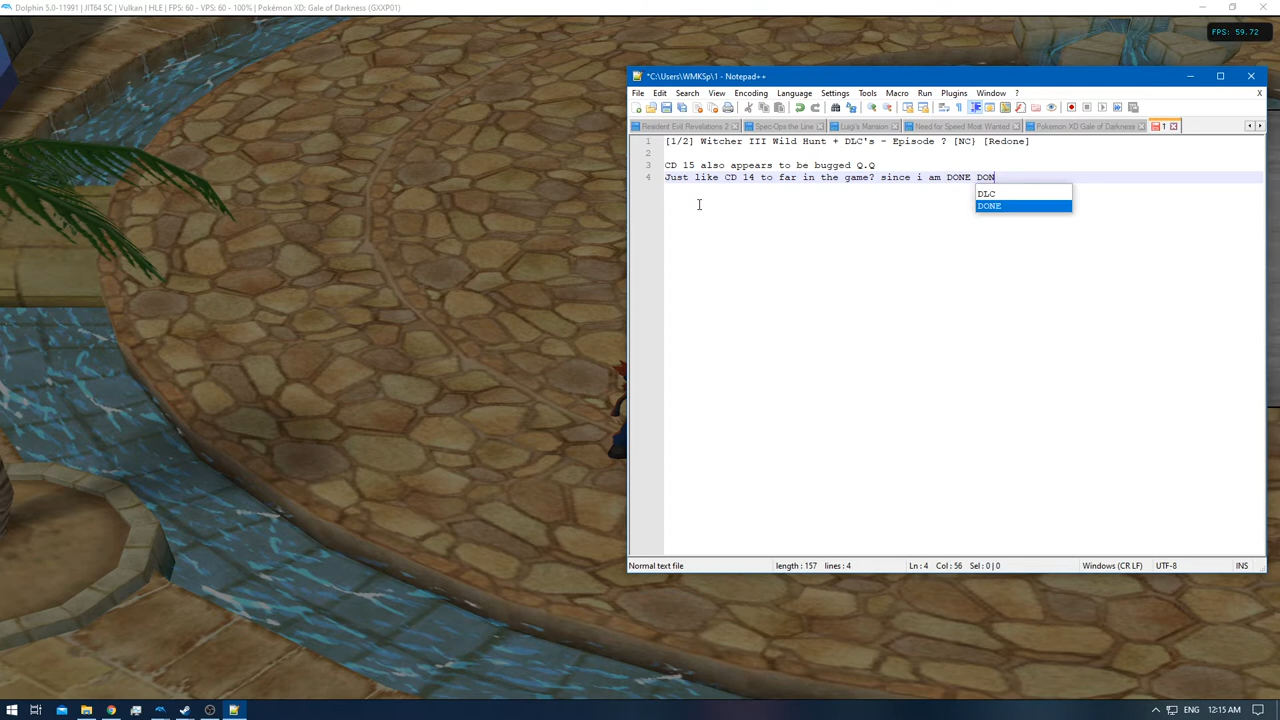 Dolphin 5.0-11991 | JIT64 SC | Vulkan | HLE | FPS: 60 - VPS: 60 - 100% | Pokémon XD: Gale of Darkness (GXXP01)
FPS: 59.72
*C:\Users\WMKSp\1 - Notepad++
File Edit Search View Encoding Language Settings Tools Macro Run Plugins Window ? X
Resident Evil Revelations 2 Spec-Ops the Line Luigi's Mansion Need for Speed Most Wanted Pokemon XD Gale of Darkness 1
1 [1/2] Witcher III Wild Hunt + DLC's - Episode ? [NC} [Redone]
2
3 CD 15 also appears to be bugged Q.Q
4 Just like CD 14 to far in the game? since i am DONE DON
DLC
DONE
Normal text file length : 157 lines : 4 Ln : 4 Col : 56 Sel : 0 | 0 Windows (CR LF) UTF-8 INS
ENG 12:15 AM